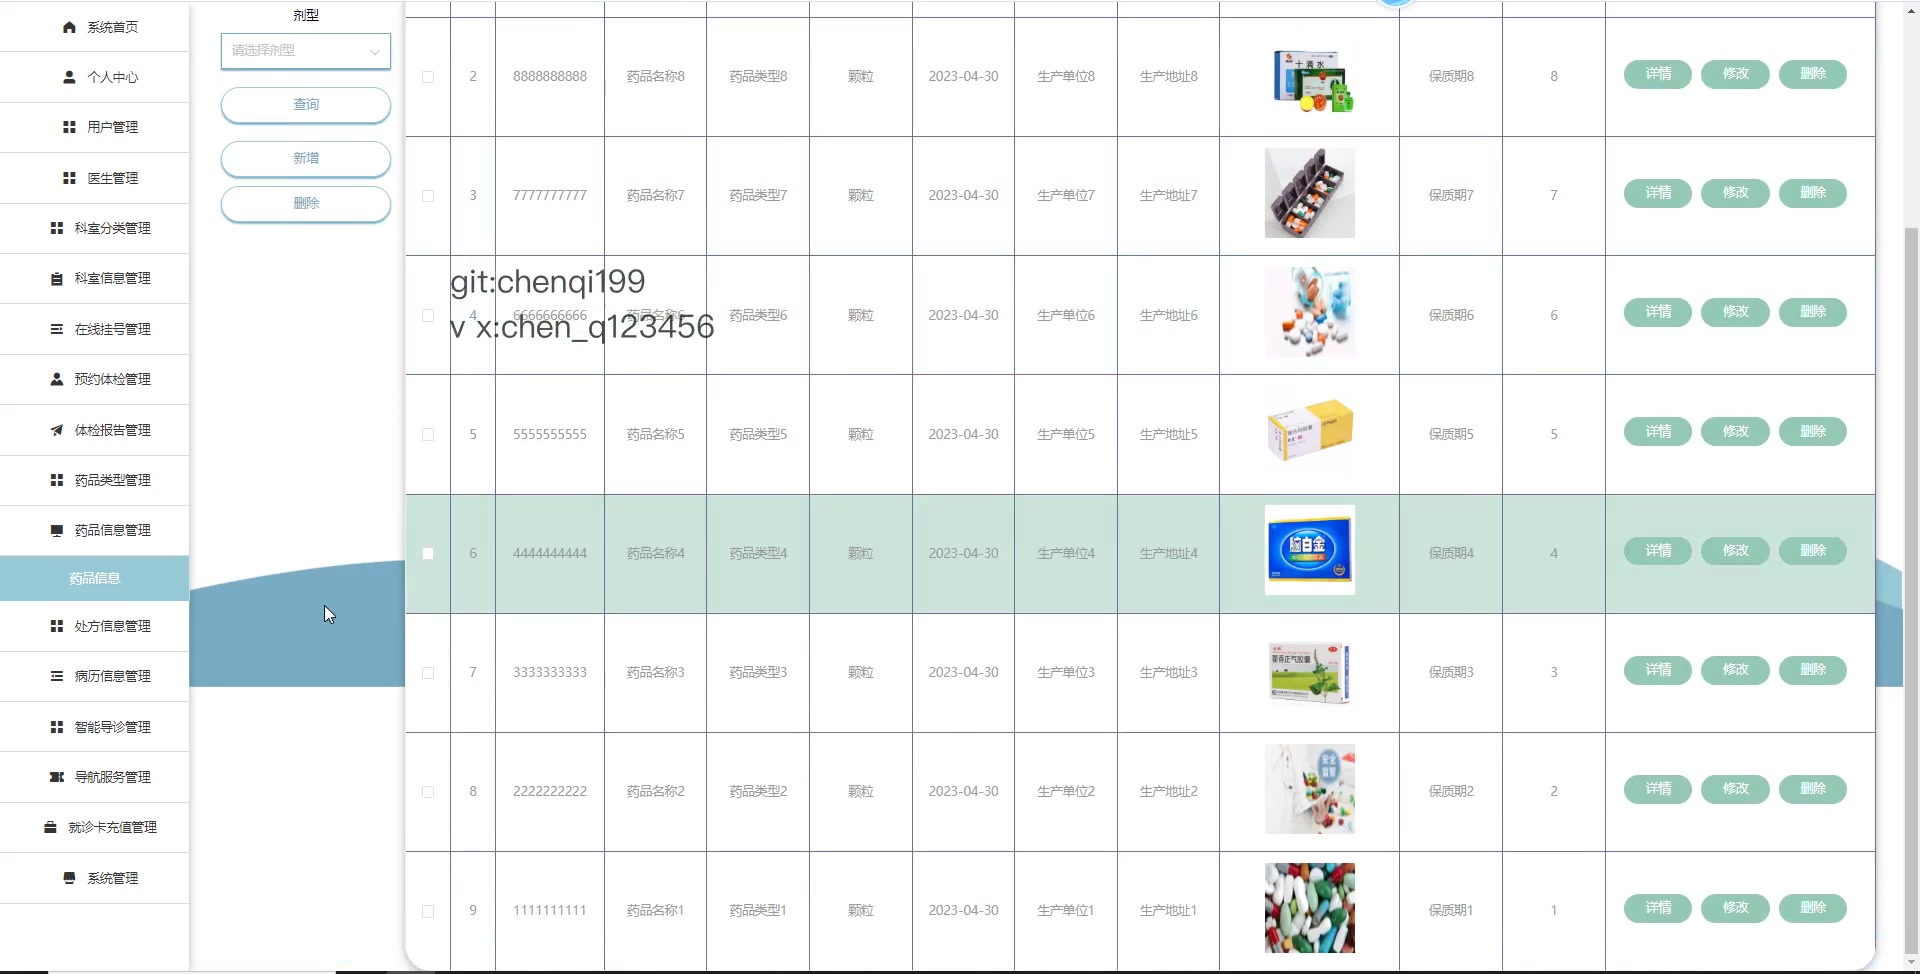 系统首页
个人中心
用户管理
医生管理
科室分类管理
科室信息管理
在线挂号管理
预约体检管理
体检报告管理
药品类型管理
药品信息管理
药品信息
处方信息管理
病历信息管理
智能导诊管理
导航服务管理
就诊卡充值管理
系统管理
剂型
请选择剂型
查询
新增
删除
2 8888888888 药品名称8 药品类型8 颗粒 2023-04-30 生产单位8 生产地址8 十滴水 保质期8 8 详情 修改 删除
3 7777777777 药品名称7 药品类型7 颗粒 2023-04-30 生产单位7 生产地址7 保质期7 7 详情 修改 删除
git:chenqi199
4 6666666666 药品名称6 药品类型6 颗粒 2023-04-30 生产单位6 生产地址6 保质期6 6 详情 修改 删除
v x:chen_q123456
5 5555555555 药品名称5 药品类型5 颗粒 2023-04-30 生产单位5 生产地址5 保质期5 5 详情 修改 删除
6 4444444444 药品名称4 药品类型4 颗粒 2023-04-30 生产单位4 生产地址4 脑白金 保质期4 4 详情 修改 删除
7 3333333333 药品名称3 药品类型3 颗粒 2023-04-30 生产单位3 生产地址3 藿香正气胶囊 保质期3 3 详情 修改 删除
8 2222222222 药品名称2 药品类型2 颗粒 2023-04-30 生产单位2 生产地址2 安全监管 保质期2 2 详情 修改 删除
9 1111111111 药品名称1 药品类型1 颗粒 2023-04-30 生产单位1 生产地址1 保质期1 1 详情 修改 删除